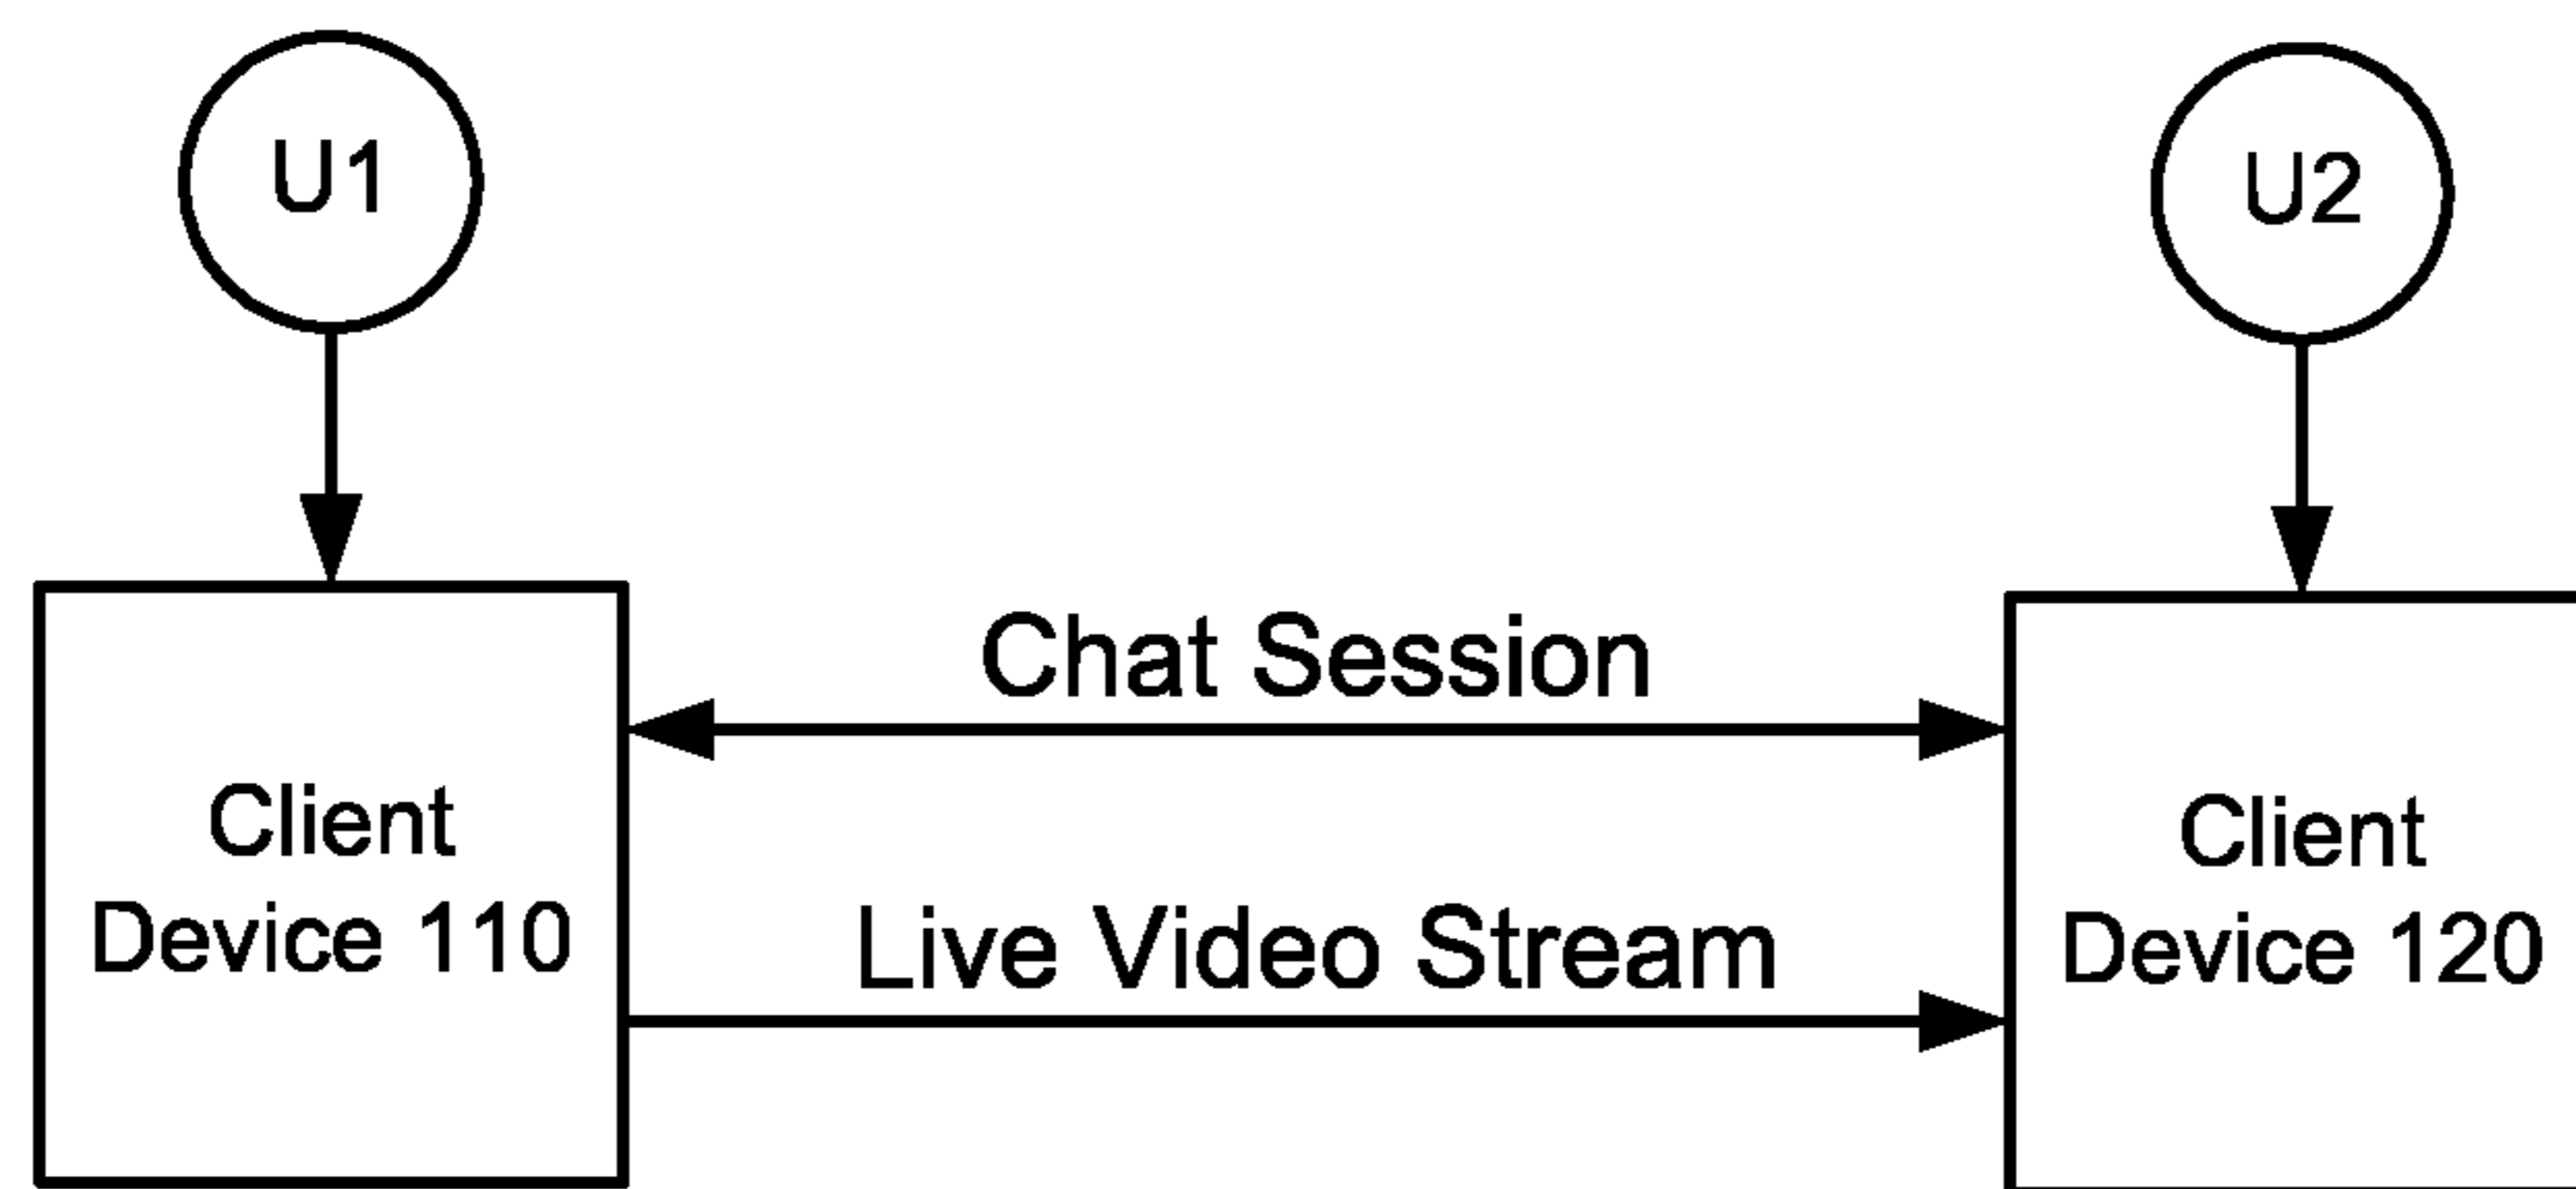 U1
U2
Chat Session
Client
Device 110
Live Video Stream
Client
Device 120